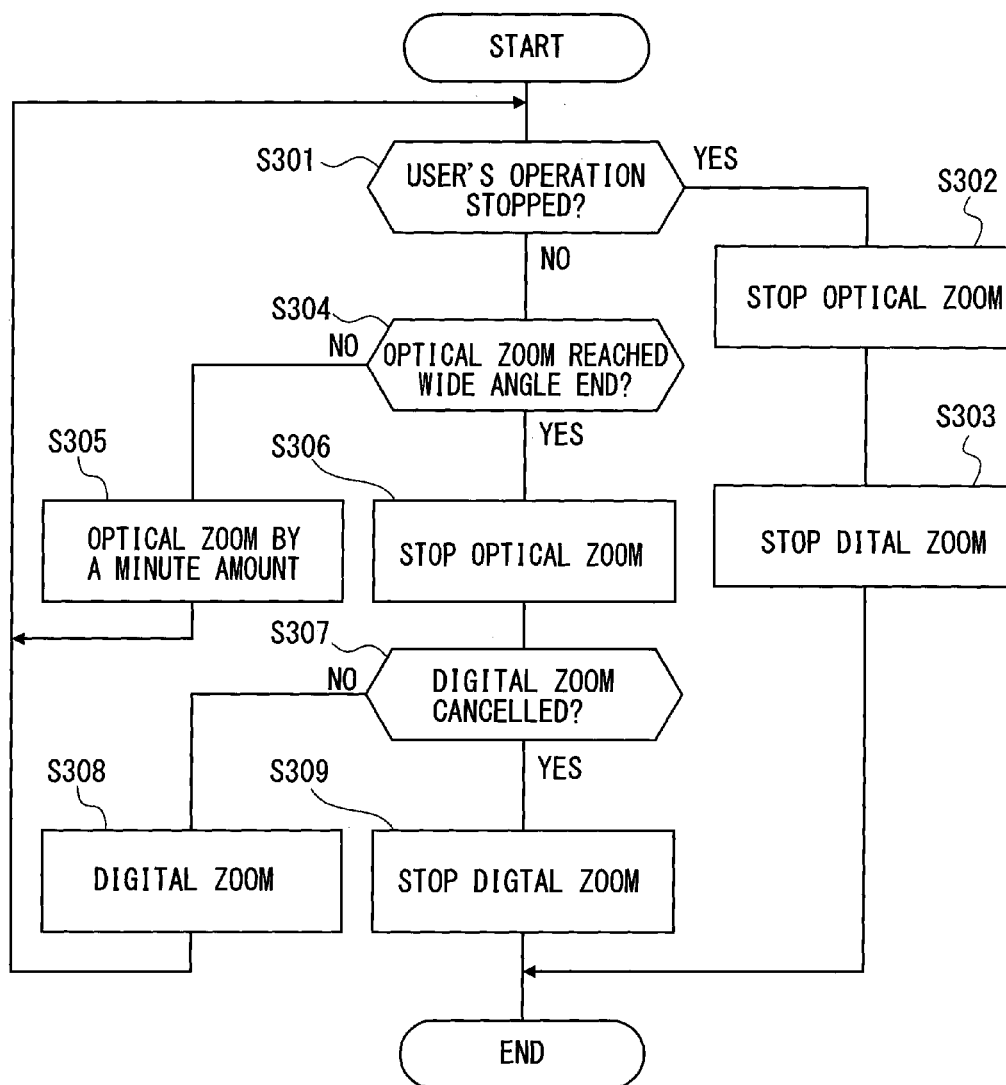 START
S301
USER'S OPERATION
STOPPED?
YES
S302
NO
STOP OPTICAL ZOOM
S304
NO
OPTICAL ZOOM REACHED
WIDE ANGLE END?
YES
S303
S305
S306
OPTICAL ZOOM BY
A MINUTE AMOUNT
STOP OPTICAL ZOOM
STOP DITAL ZOOM
S307
NO
DIGITAL ZOOM
CANCELLED?
YES
S308
S309
DIGITAL ZOOM
STOP DIGTAL ZOOM
END